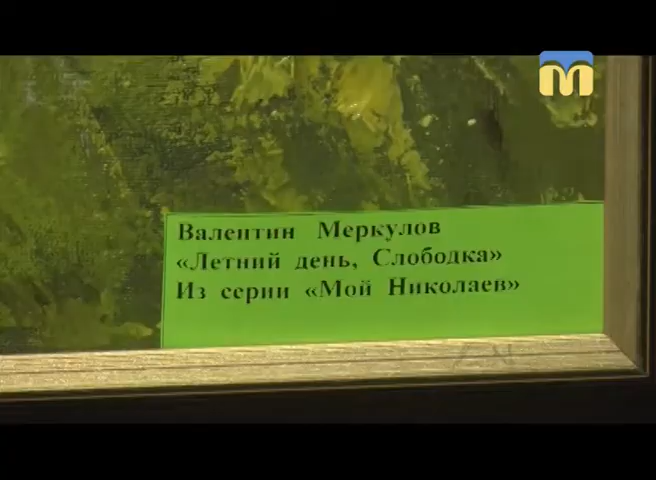 Валентин Меркулов
«Летний день, Слободка»
Из серии «Мой Николаев»